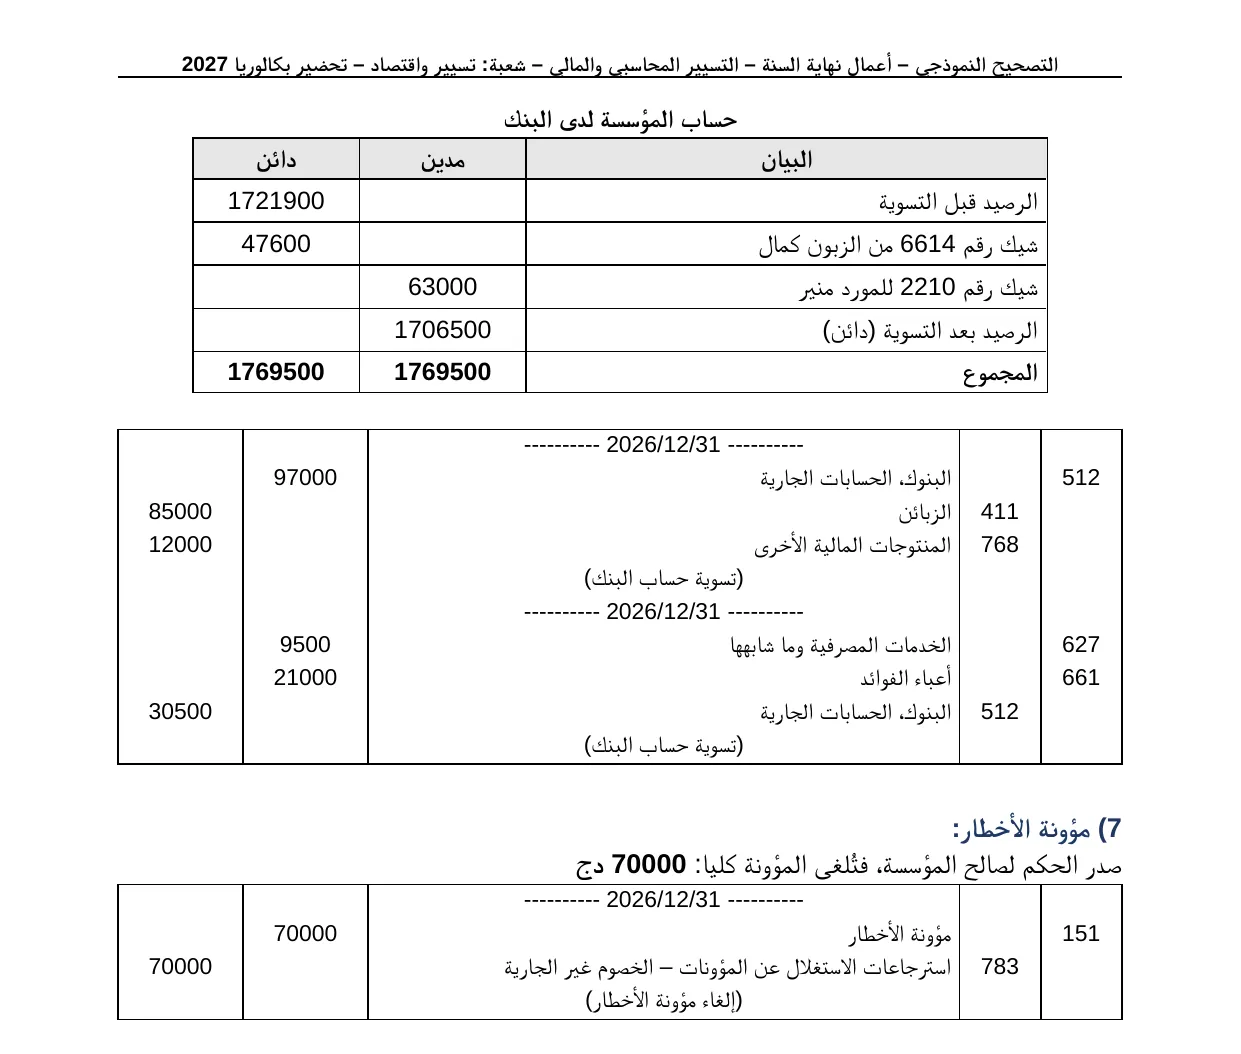 التصحيح النموذجي – أعمال نهاية السنة – التسيير المحاسبي والمالي – شعبة: تسيير واقتصاد – تحضير بكالوريا 2027
حساب المؤسسة لدى البنك
البيان مدين دائن
الرصيد قبل التسوية 1721900
شيك رقم 6614 من الزبون كمال 47600
شيك رقم 2210 للمورد منير 63000
الرصيد بعد التسوية (دائن) 1706500
المجموع 1769500 1769500
---------- 2026/12/31 ----------
512 البنوك، الحسابات الجارية 97000
411 الزبائن 85000
768 المنتوجات المالية الأخرى 12000
(تسوية حساب البنك)
---------- 2026/12/31 ----------
627 الخدمات المصرفية وما شابهها 9500
661 أعباء الفوائد 21000
512 البنوك، الحسابات الجارية 30500
(تسوية حساب البنك)
7) مؤونة الأخطار:
صدر الحكم لصالح المؤسسة، فتُلغى المؤونة كليا: 70000 دج
---------- 2026/12/31 ----------
151 مؤونة الأخطار 70000
783 استرجاعات الاستغلال عن المؤونات – الخصوم غير الجارية 70000
(إلغاء مؤونة الأخطار)